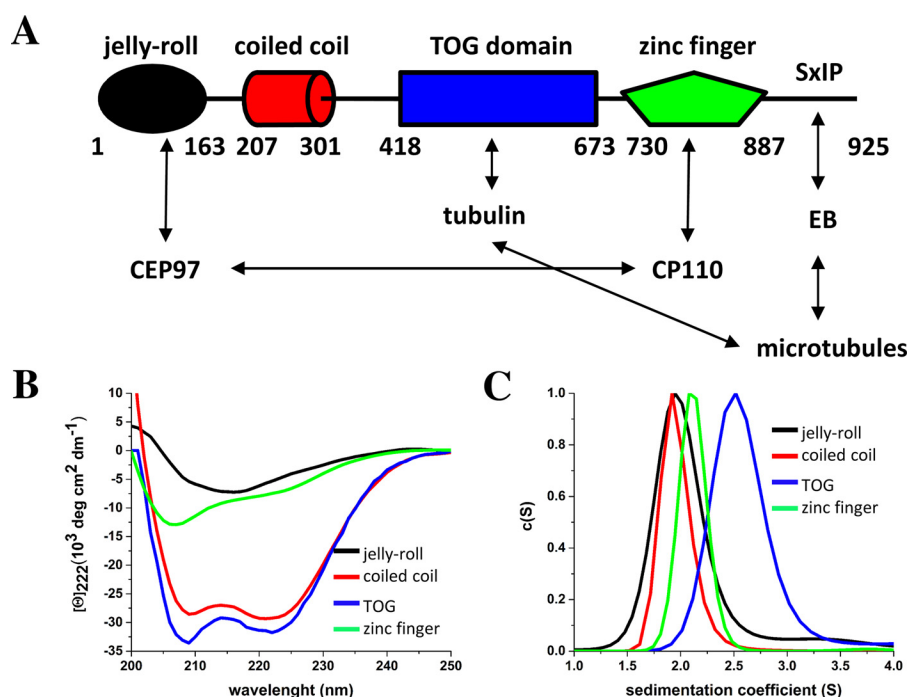 A
jelly-roll coiled coil TOG domain zinc finger
SxIP
1 163 207 301 418 673 730 887 925
tubulin
EB
CEP97 CP110
microtubules
B
[Θ]222(10³ deg cm² dm⁻¹)
10
5
0
-5
-10
-15
-20
-25
-30
-35
jelly-roll
coiled coil
TOG
zinc finger
200 210 220 230 240 250
wavelenght (nm)
C
c(S)
1.0
0.8
0.6
0.4
0.2
0.0
jelly-roll
coiled coil
TOG
zinc finger
1.0 1.5 2.0 2.5 3.0 3.5 4.0
sedimentation coefficient (S)